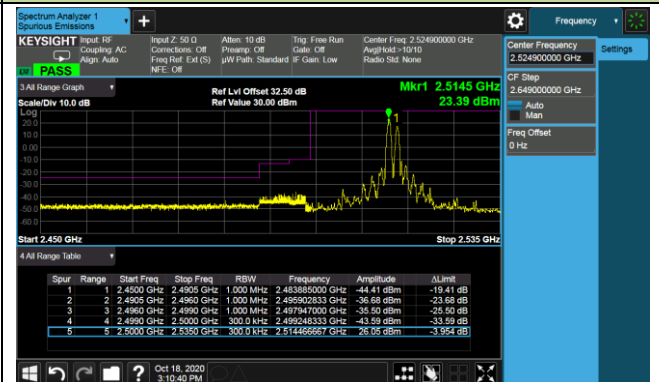 Spectrum Analyzer 1
Spurious Emissions
Frequency
KEYSIGHT Input: RF Input Z: 50 Ω Atten: 10 dB Trig: Free Run Center Freq: 2.524900000 GHz
Coupling: AC Corrections: Off Preamp: Off Gate: Off Avg|Hold:>10/10
Align: Auto Freq Ref: Ext (S) µW Path: Standard IF Gain: Low Radio Std: None
NFE: Off
PASS
Center Frequency
2.524900000 GHz
Settings
CF Step
2.649000000 GHz
Auto
Man
Freq Offset
0 Hz
3 All Range Graph
Ref Lvl Offset 32.50 dB Mkr1 2.5145 GHz
Scale/Div 10.0 dB Ref Value 30.00 dBm 23.39 dBm
Log
20.0
10.0
0.00
-10.0
-20.0
-30.0
-40.0
-50.0
-60.0
1
Start 2.450 GHz Stop 2.535 GHz
4 All Range Table
Spur Range Start Freq Stop Freq RBW Frequency Amplitude ΔLimit
1 1 2.4500 GHz 2.4905 GHz 1.000 MHz 2.483885000 GHz -44.41 dBm -19.41 dB
2 2 2.4905 GHz 2.4960 GHz 1.000 MHz 2.495902833 GHz -36.68 dBm -23.68 dB
3 3 2.4960 GHz 2.4990 GHz 1.000 MHz 2.497947000 GHz -35.50 dBm -25.50 dB
4 4 2.4990 GHz 2.5000 GHz 300.0 kHz 2.499248333 GHz -43.59 dBm -33.59 dB
5 5 2.5000 GHz 2.5350 GHz 300.0 kHz 2.514466667 GHz 26.05 dBm -3.954 dB
Oct 18, 2020
3:10:40 PM